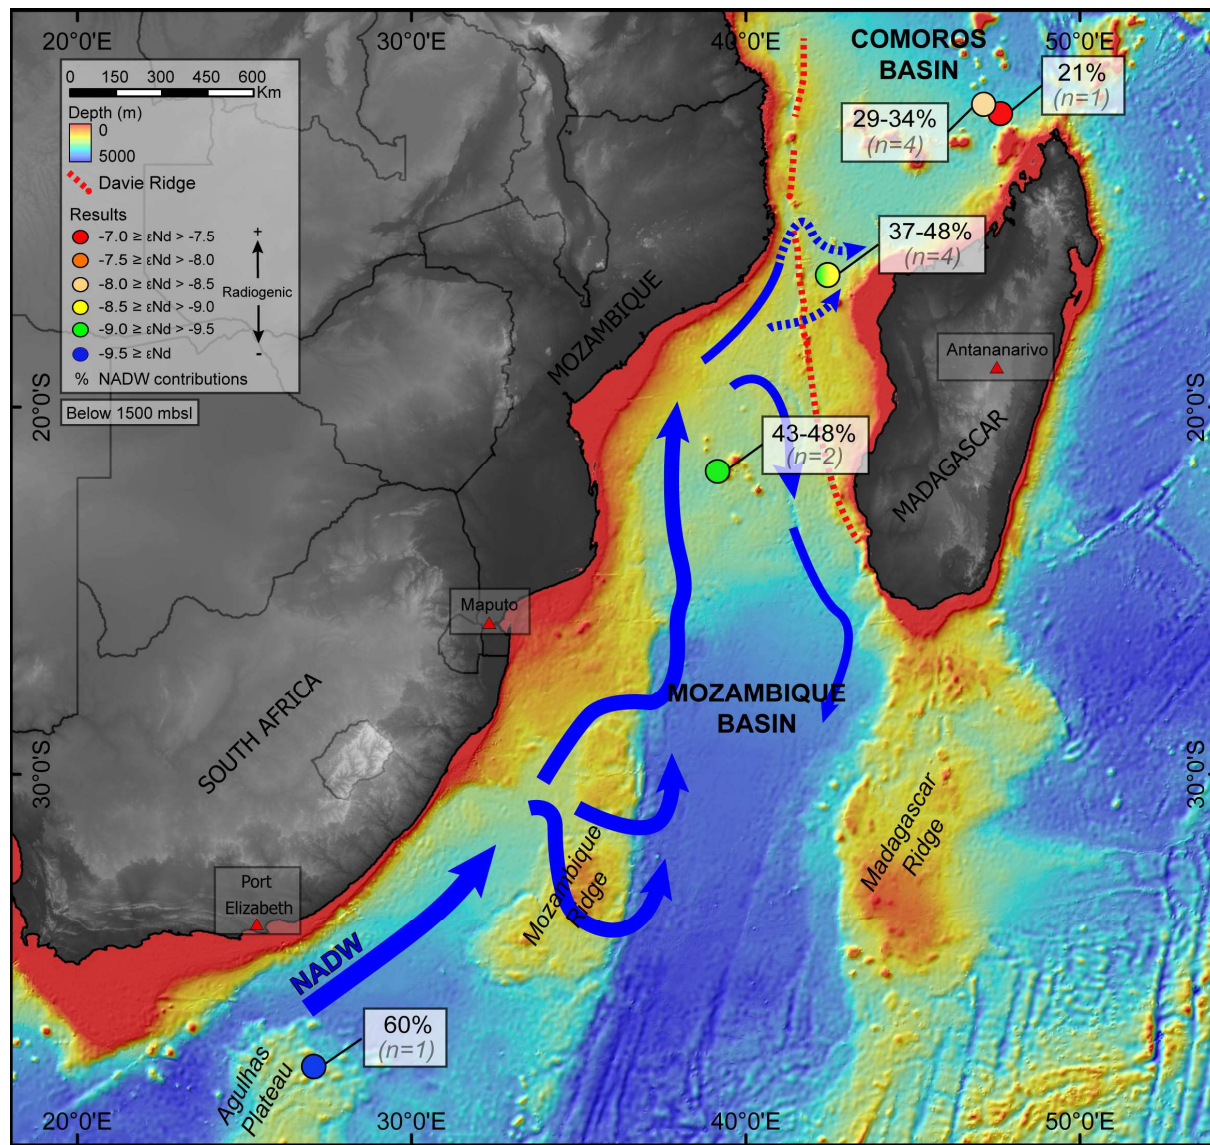 20°0'E
30°0'E
40°0'E
50°0'E
COMOROS
BASIN
0 150 300 450 600
Km
Depth (m)
0
5000
Davie Ridge
Results
-7.0 ≥ εNd > -7.5
-7.5 ≥ εNd > -8.0
-8.0 ≥ εNd > -8.5
-8.5 ≥ εNd > -9.0
-9.0 ≥ εNd > -9.5
-9.5 ≥ εNd
+
Radiogenic
-
% NADW contributions
Below 1500 mbsl
21%
(n=1)
29-34%
(n=4)
37-48%
(n=4)
MOZAMBIQUE
Antananarivo
20°0'S
20°0'S
43-48%
(n=2)
MADAGASCAR
Maputo
SOUTH AFRICA
MOZAMBIQUE
BASIN
30°0'S
30°0'S
Madagascar
Ridge
Mozambique
Ridge
Port
Elizabeth
NADW
60%
(n=1)
Agulhas
Plateau
20°0'E
30°0'E
40°0'E
50°0'E